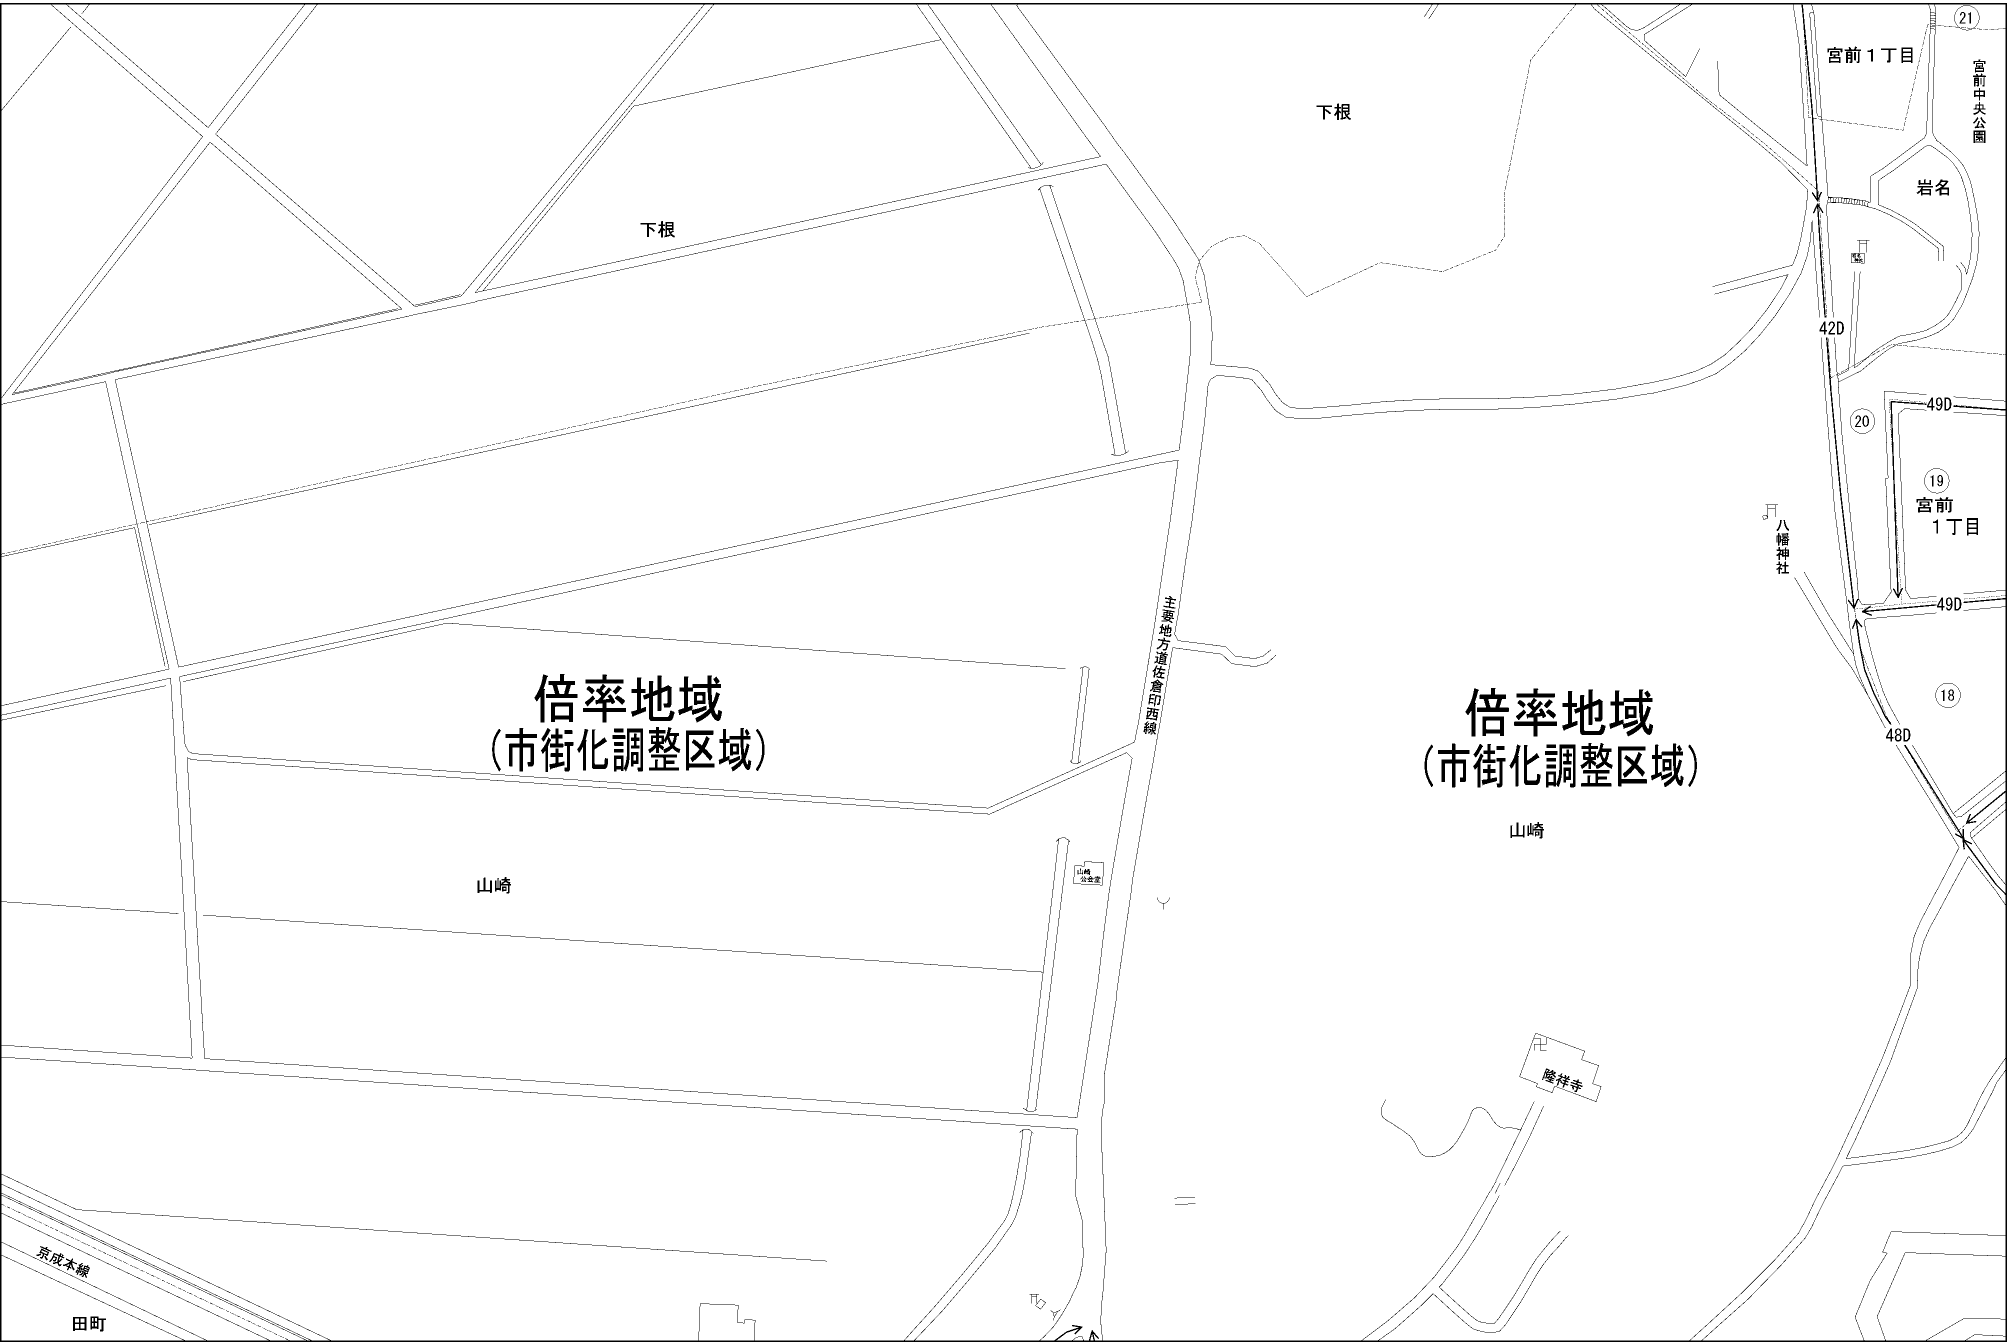 21
宮前１丁目
宮前中央公園
下根
岩名
下根
42D
49D
20
19
宮前
１丁目
八幡神社
49D
主要地方道佐倉印西線
倍率地域
（市街化調整区域）
倍率地域
（市街化調整区域）
18
48D
山崎
山崎
公会堂
山崎
隆祥寺
京成本線
田町